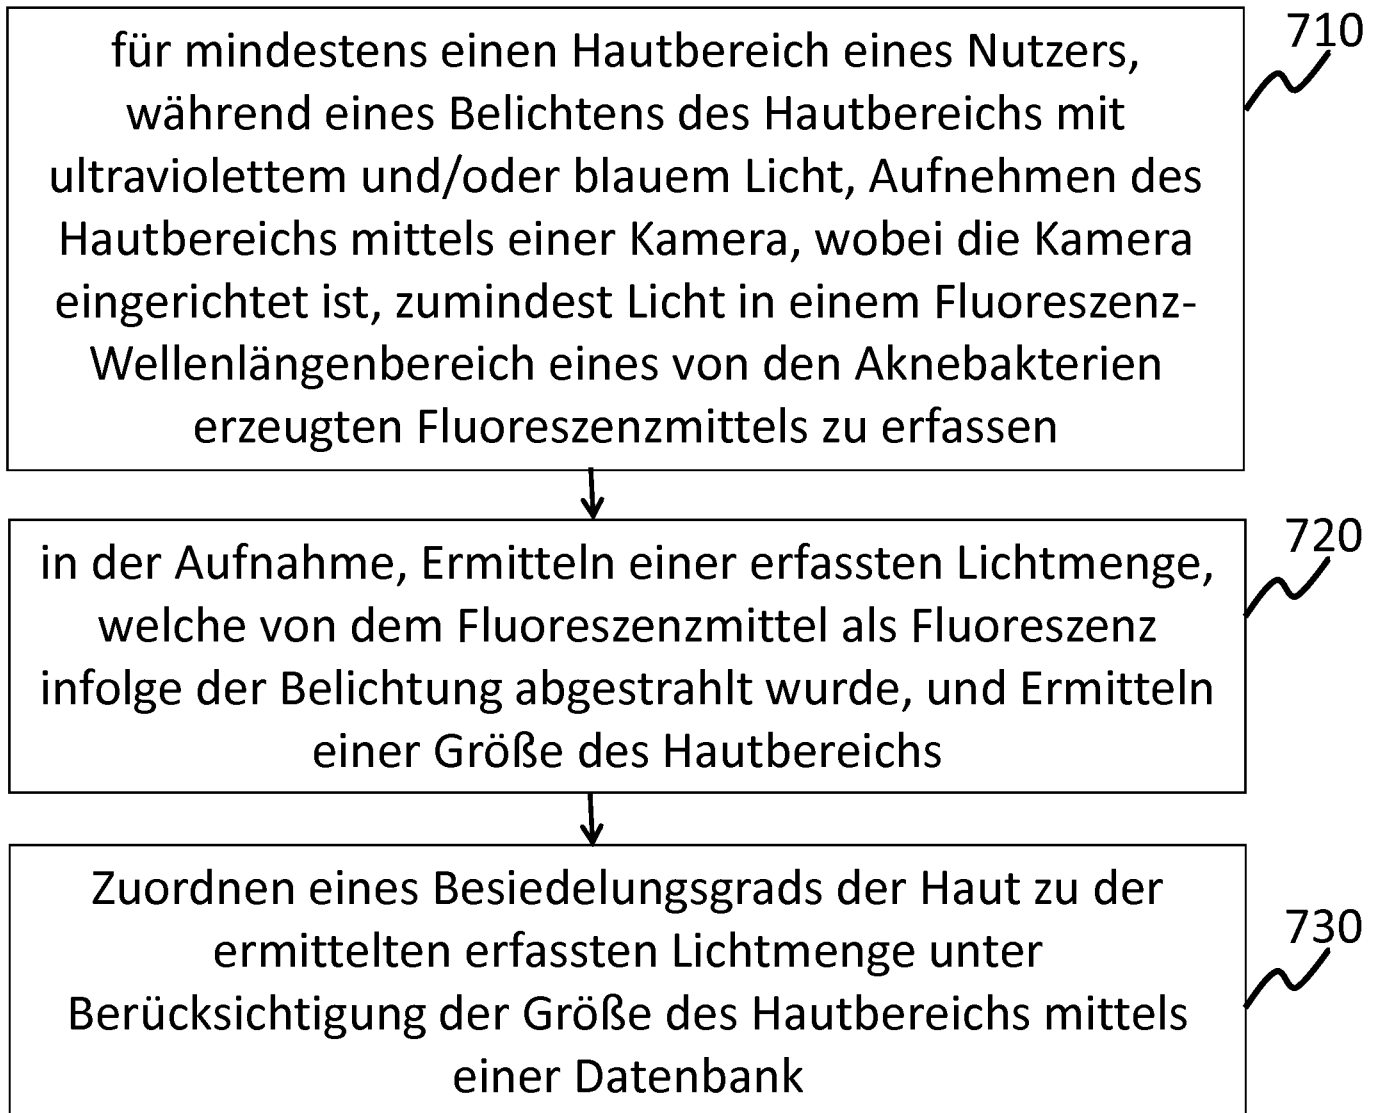 für mindestens einen Hautbereich eines Nutzers,
während eines Belichtens des Hautbereichs mit
ultraviolettem und/oder blauem Licht, Aufnehmen des
Hautbereichs mittels einer Kamera, wobei die Kamera
eingerichtet ist, zumindest Licht in einem Fluoreszenz-
Wellenlängenbereich eines von den Aknebakterien
erzeugten Fluoreszenzmittels zu erfassen
710
in der Aufnahme, Ermitteln einer erfassten Lichtmenge,
welche von dem Fluoreszenzmittel als Fluoreszenz
infolge der Belichtung abgestrahlt wurde, und Ermitteln
einer Größe des Hautbereichs
720
Zuordnen eines Besiedelungsgrads der Haut zu der
ermittelten erfassten Lichtmenge unter
Berücksichtigung der Größe des Hautbereichs mittels
einer Datenbank
730